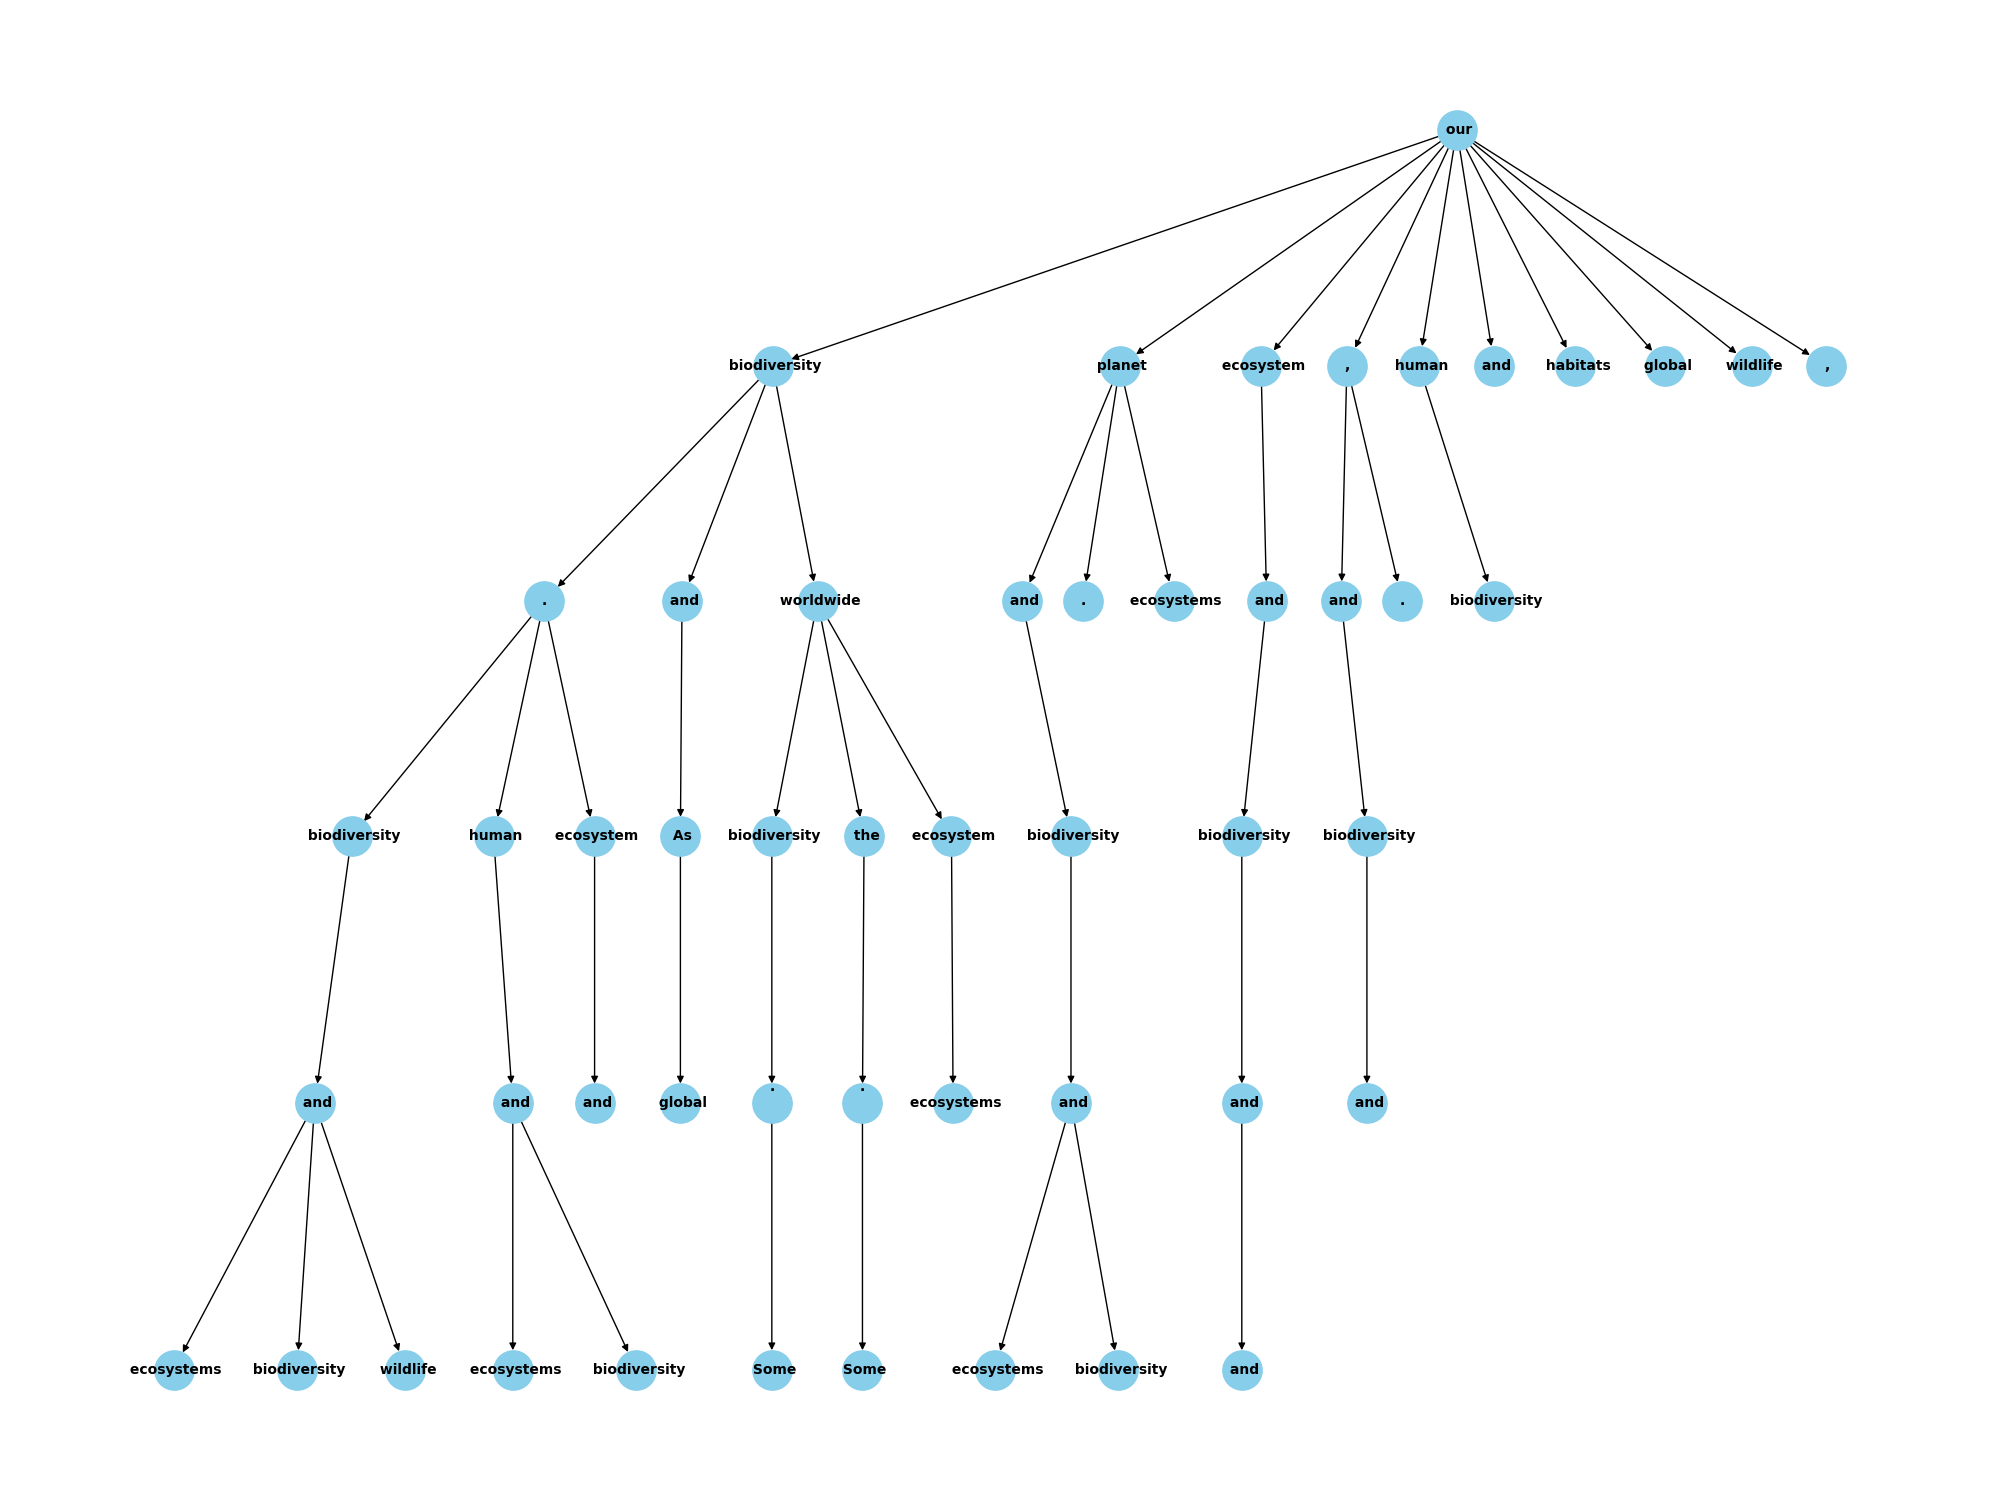 our
biodiversity planet ecosystem , human and habitats global wildlife ,
. and worldwide and . ecosystems and and . biodiversity
biodiversity human ecosystem As biodiversity the ecosystem biodiversity biodiversity biodiversity
and and and global . . ecosystems and and and
ecosystems biodiversity wildlife ecosystems biodiversity Some Some ecosystems biodiversity and